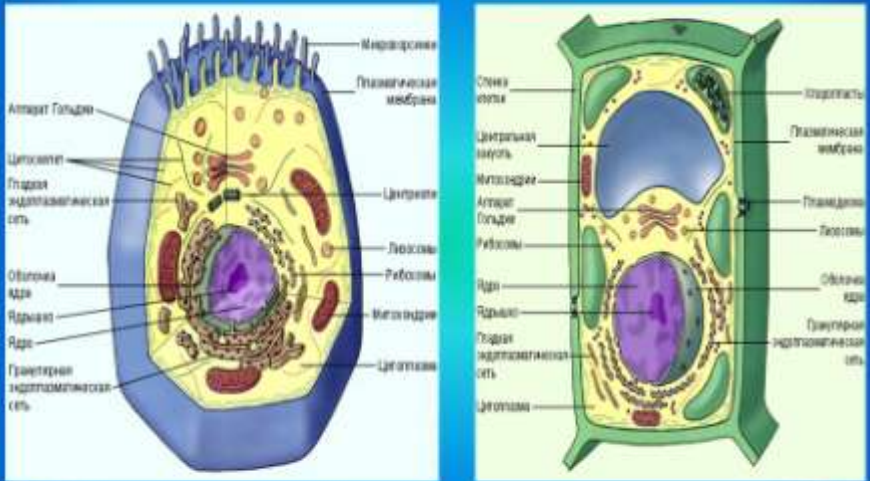 Микроворсинки
Плазматическая
мембрана
Аппарат Гольджи
Цитоскелет
Гладкая
эндоплазматическая
сеть
Центриоли
Лизосомы
Рибосомы
Оболочка
ядра
Ядрышко
Ядро
Митохондрии
Цитоплазма
Гранулярная
эндоплазматическая
сеть
Стенка
клетки
Хлоропласты
Центральная
вакуоль
Плазматическая
мембрана
Митохондрии
Аппарат
Гольджи
Рибосомы
Плазмодесма
Лизосомы
Ядро
Ядрышко
Оболочка
ядра
Гладкая
эндоплазматическая
сеть
Гранулярная
эндоплазматическая
сеть
Цитоплазма